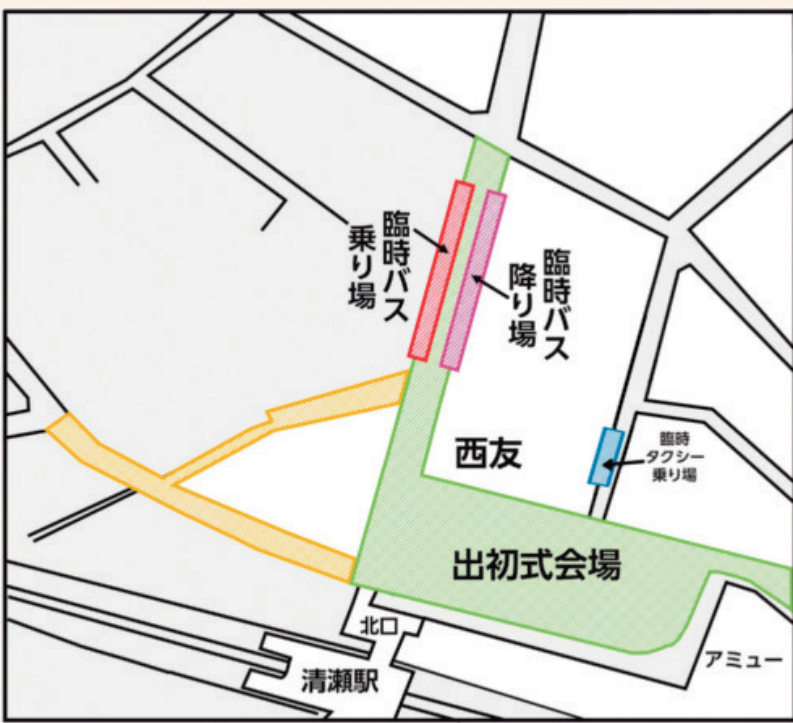 臨時バス
乗り場
臨時バス
降り場
西友
臨時
タクシー
乗り場
出初式会場
北口
清瀬駅
アミュー